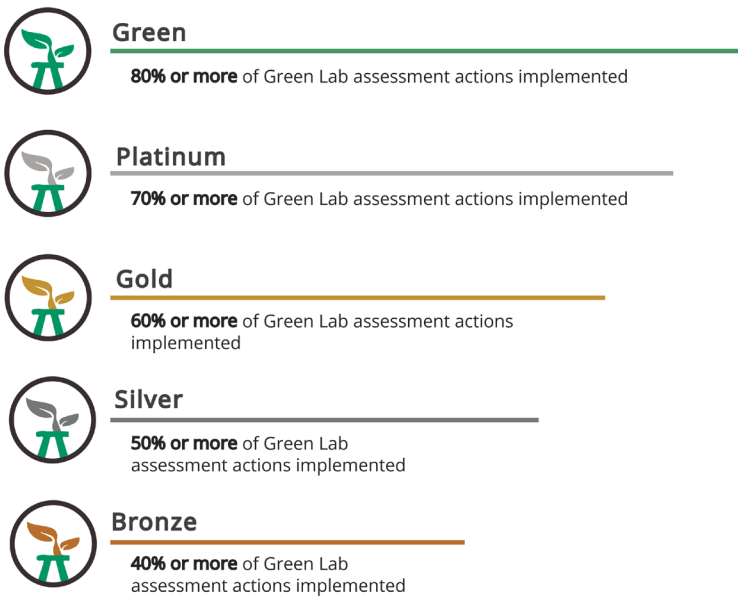 Green
80% or more of Green Lab assessment actions implemented
Platinum
70% or more of Green Lab assessment actions implemented
Gold
60% or more of Green Lab assessment actions
implemented
Silver
50% or more of Green Lab
assessment actions implemented
Bronze
40% or more of Green Lab
assessment actions implemented